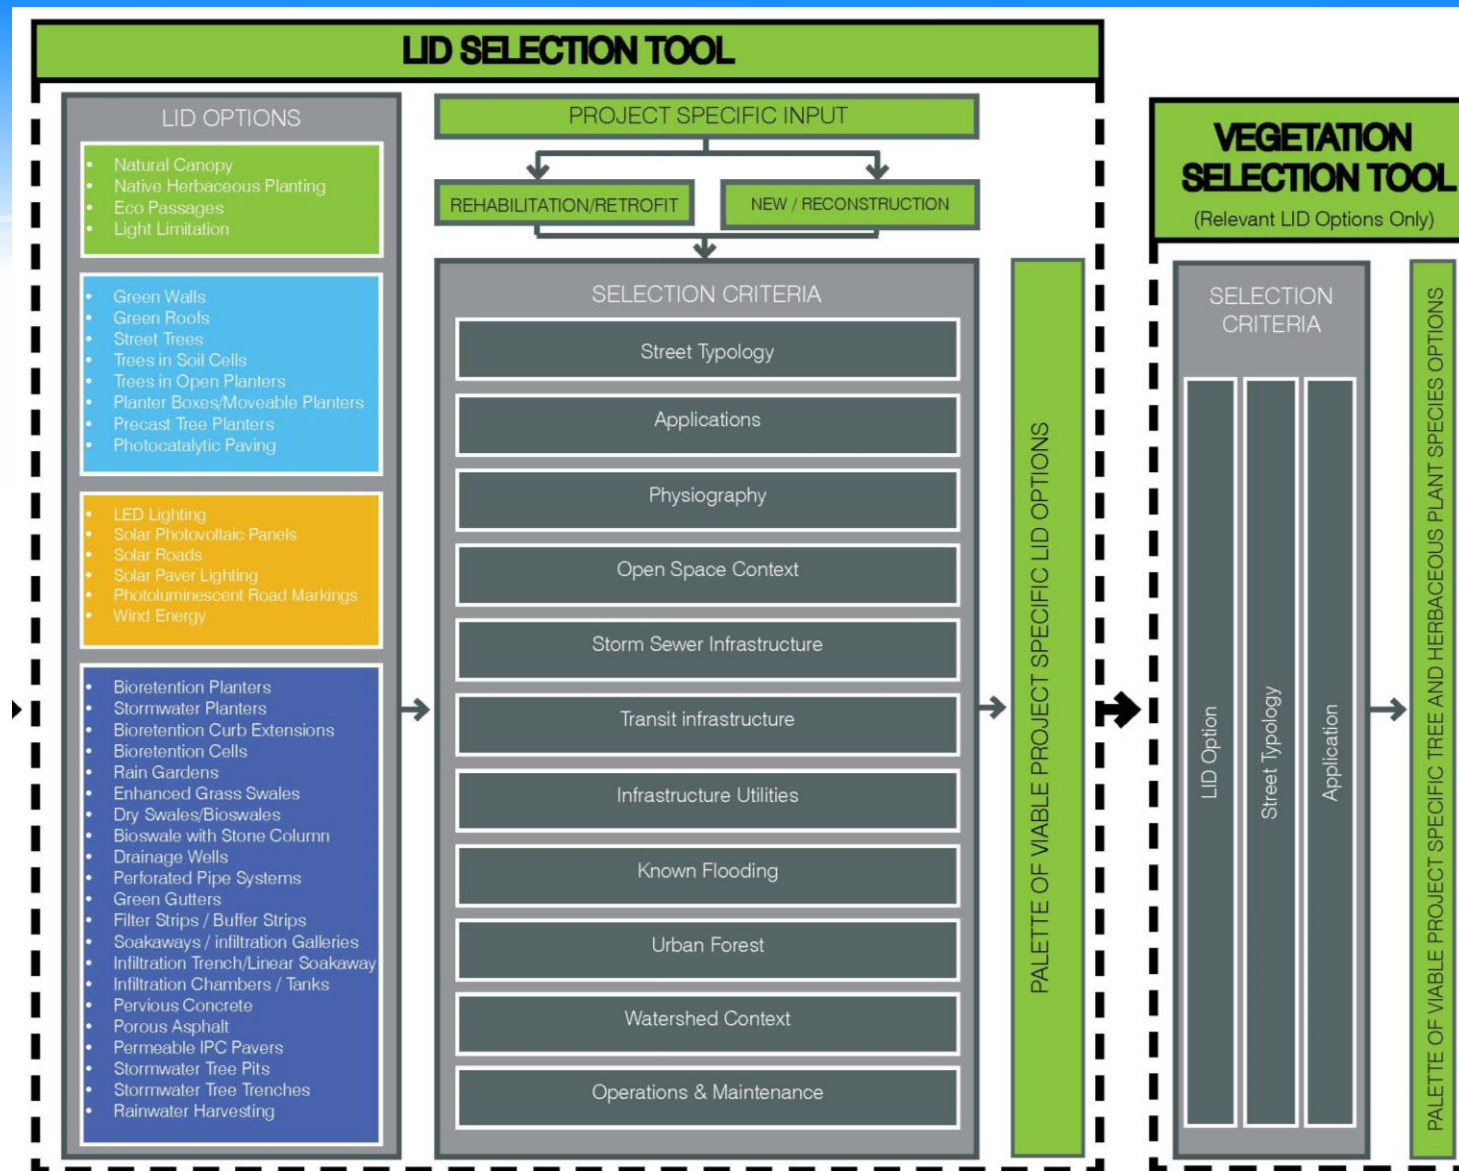 LID SELECTION TOOL
LID OPTIONS
Natural Canopy
Native Herbaceous Planting
Eco Passages
Light Limitation
Green Walls
Green Roofs
Street Trees
Trees in Soil Cells
Trees in Open Planters
Planter Boxes/Moveable Planters
Precast Tree Planters
Photocatalytic Paving
LED Lighting
Solar Photovoltaic Panels
Solar Roads
Solar Paver Lighting
Photoluminescent Road Markings
Wind Energy
Bioretention Planters
Stormwater Planters
Bioretention Curb Extensions
Bioretention Cells
Rain Gardens
Enhanced Grass Swales
Dry Swales/Bioswales
Bioswale with Stone Column
Drainage Wells
Perforated Pipe Systems
Green Gutters
Filter Strips / Buffer Strips
Soakaways / infiltration Galleries
Infiltration Trench/Linear Soakaway
Infiltration Chambers / Tanks
Pervious Concrete
Porous Asphalt
Permeable IPC Pavers
Stormwater Tree Pits
Stormwater Tree Trenches
Rainwater Harvesting
PROJECT SPECIFIC INPUT
REHABILITATION/RETROFIT
NEW / RECONSTRUCTION
SELECTION CRITERIA
Street Typology
Applications
Physiography
Open Space Context
Storm Sewer Infrastructure
Transit infrastructure
Infrastructure Utilities
Known Flooding
Urban Forest
Watershed Context
Operations & Maintenance
PALETTE OF VIABLE PROJECT SPECIFIC LID OPTIONS
VEGETATION
SELECTION TOOL
(Relevant LID Options Only)
SELECTION
CRITERIA
LID Option
Street Typology
Application
PALETTE OF VIABLE PROJECT SPECIFIC TREE AND HERBACEOUS PLANT SPECIES OPTIONS